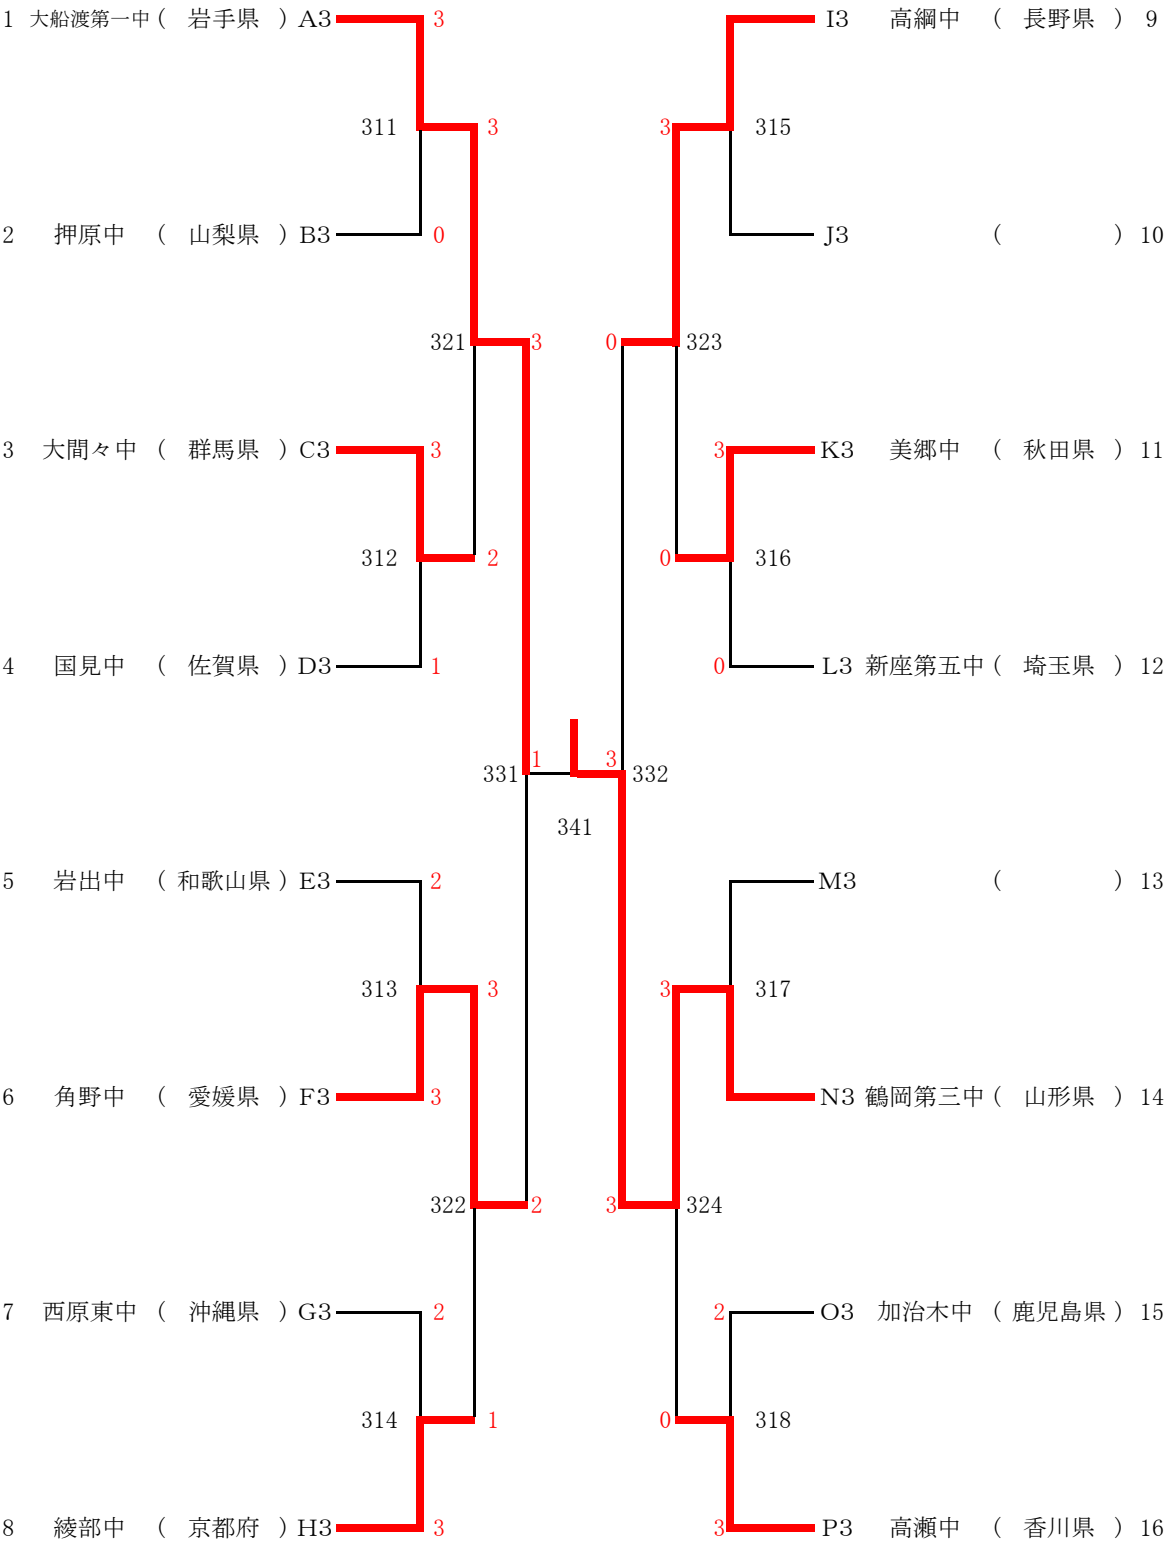 1 大船渡第一中 ( 岩手県 ) A3 3 I3 高綱中 ( 長野県 ) 9
311 3 3 315
2 押原中 ( 山梨県 ) B3 0 J3 ( ) 10
321 3 0 323
3 大間々中 ( 群馬県 ) C3 3 3 K3 美郷中 ( 秋田県 ) 11
312 2 0 316
4 国見中 ( 佐賀県 ) D3 1 0 L3 新座第五中 ( 埼玉県 ) 12
331 1 3 332
341
5 岩出中 ( 和歌山県 ) E3 2 M3 ( ) 13
313 3 3 317
6 角野中 ( 愛媛県 ) F3 3 N3 鶴岡第三中 ( 山形県 ) 14
322 2 3 324
7 西原東中 ( 沖縄県 ) G3 2 2 O3 加治木中 ( 鹿児島県 ) 15
314 1 0 318
8 綾部中 ( 京都府 ) H3 3 3 P3 高瀬中 ( 香川県 ) 16